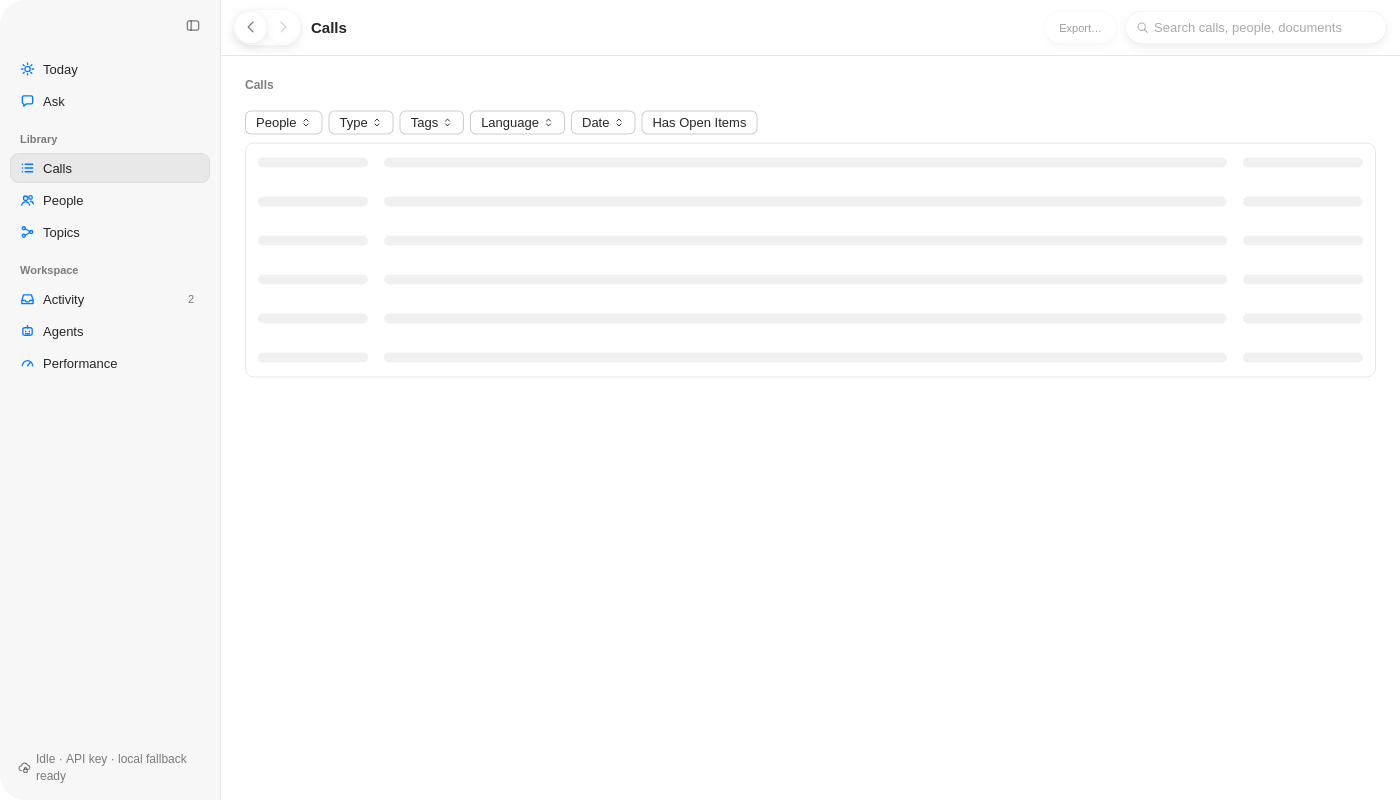 Calls
Export…
Search calls, people, documents
Today
Ask
Library
Calls
People
Topics
Workspace
Activity 2
Agents
Performance
Idle · API key · local fallback
ready
Calls
People Type Tags Language Date Has Open Items